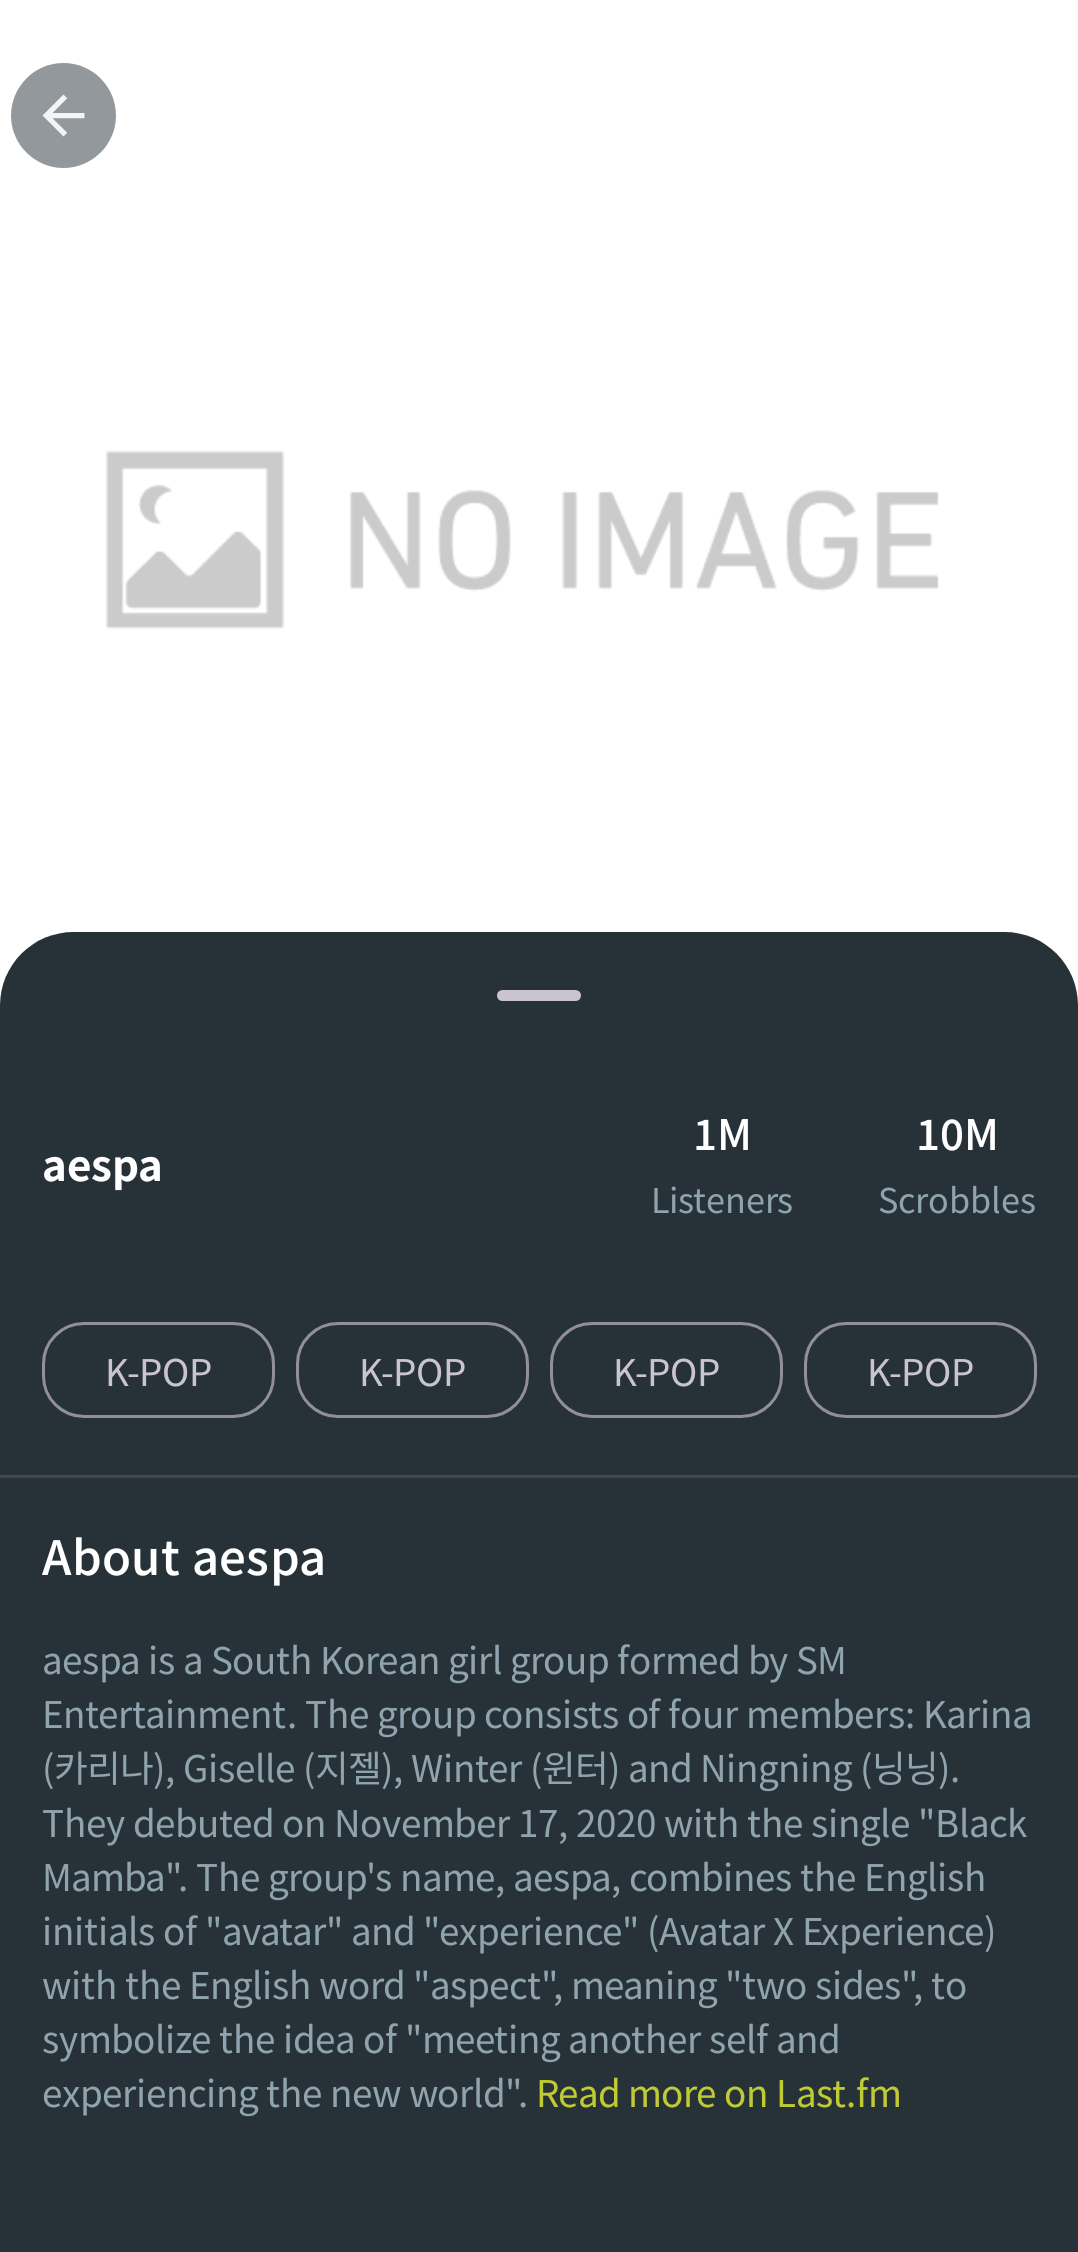 NO IMAGE
aespa
1M
Listeners
10M
Scrobbles
K-POP
K-POP
K-POP
K-POP
About aespa
aespa is a South Korean girl group formed by SM
Entertainment. The group consists of four members: Karina
(카리나), Giselle (지젤), Winter (윈터) and Ningning (닝닝).
They debuted on November 17, 2020 with the single "Black
Mamba". The group's name, aespa, combines the English
initials of "avatar" and "experience" (Avatar X Experience)
with the English word "aspect", meaning "two sides", to
symbolize the idea of "meeting another self and
experiencing the new world". Read more on Last.fm